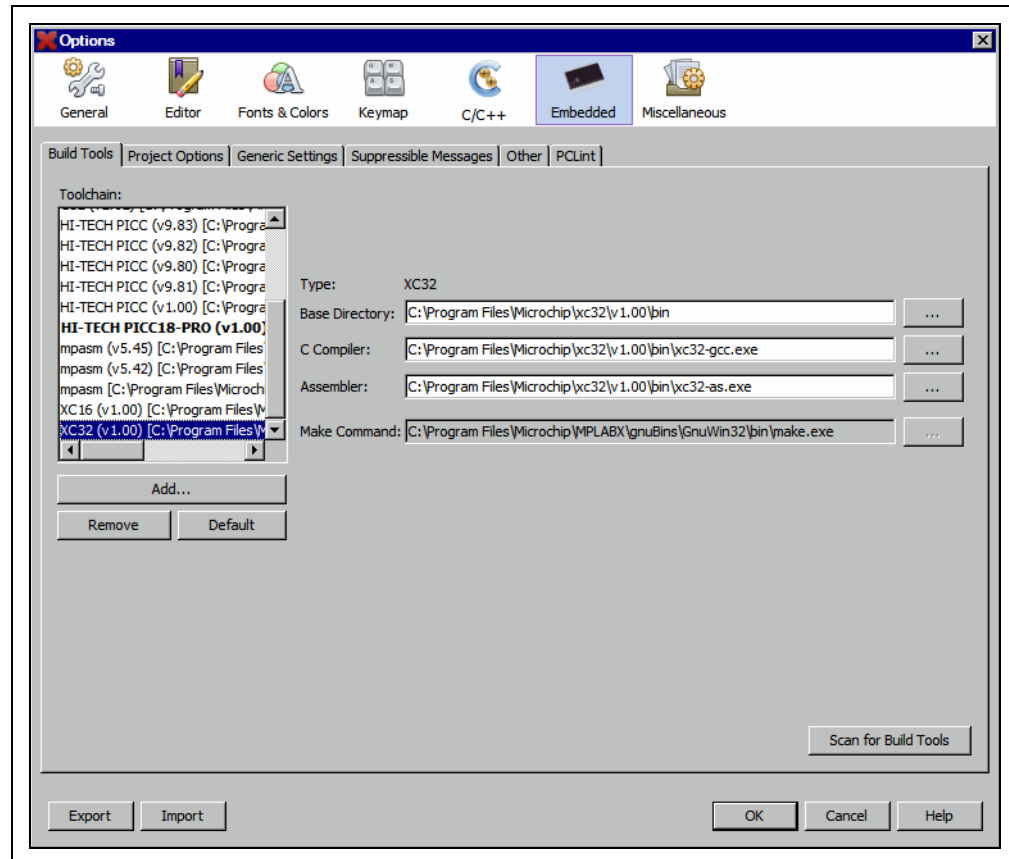 Options
General Editor Fonts & Colors Keymap C/C++ Embedded Miscellaneous
Build Tools Project Options Generic Settings Suppressible Messages Other PCLint
Toolchain:
HI-TECH PICC (v9.83) [C:\Progra
HI-TECH PICC (v9.82) [C:\Progra
HI-TECH PICC (v9.80) [C:\Progra
HI-TECH PICC (v9.81) [C:\Progra
HI-TECH PICC (v1.00) [C:\Progra
HI-TECH PICC18-PRO (v1.00)
mpasm (v5.45) [C:\Program Files
mpasm (v5.42) [C:\Program Files
mpasm [C:\Program Files\Microchi
XC16 (v1.00) [C:\Program Files\M
XC32 (v1.00) [C:\Program Files\M
Add...
Remove Default
Type: XC32
Base Directory: C:\Program Files\Microchip\xc32\v1.00\bin ...
C Compiler: C:\Program Files\Microchip\xc32\v1.00\bin\xc32-gcc.exe ...
Assembler: C:\Program Files\Microchip\xc32\v1.00\bin\xc32-as.exe ...
Make Command: C:\Program Files\Microchip\MPLABX\gnuBins\GnuWin32\bin\make.exe ...
Scan for Build Tools
Export Import OK Cancel Help